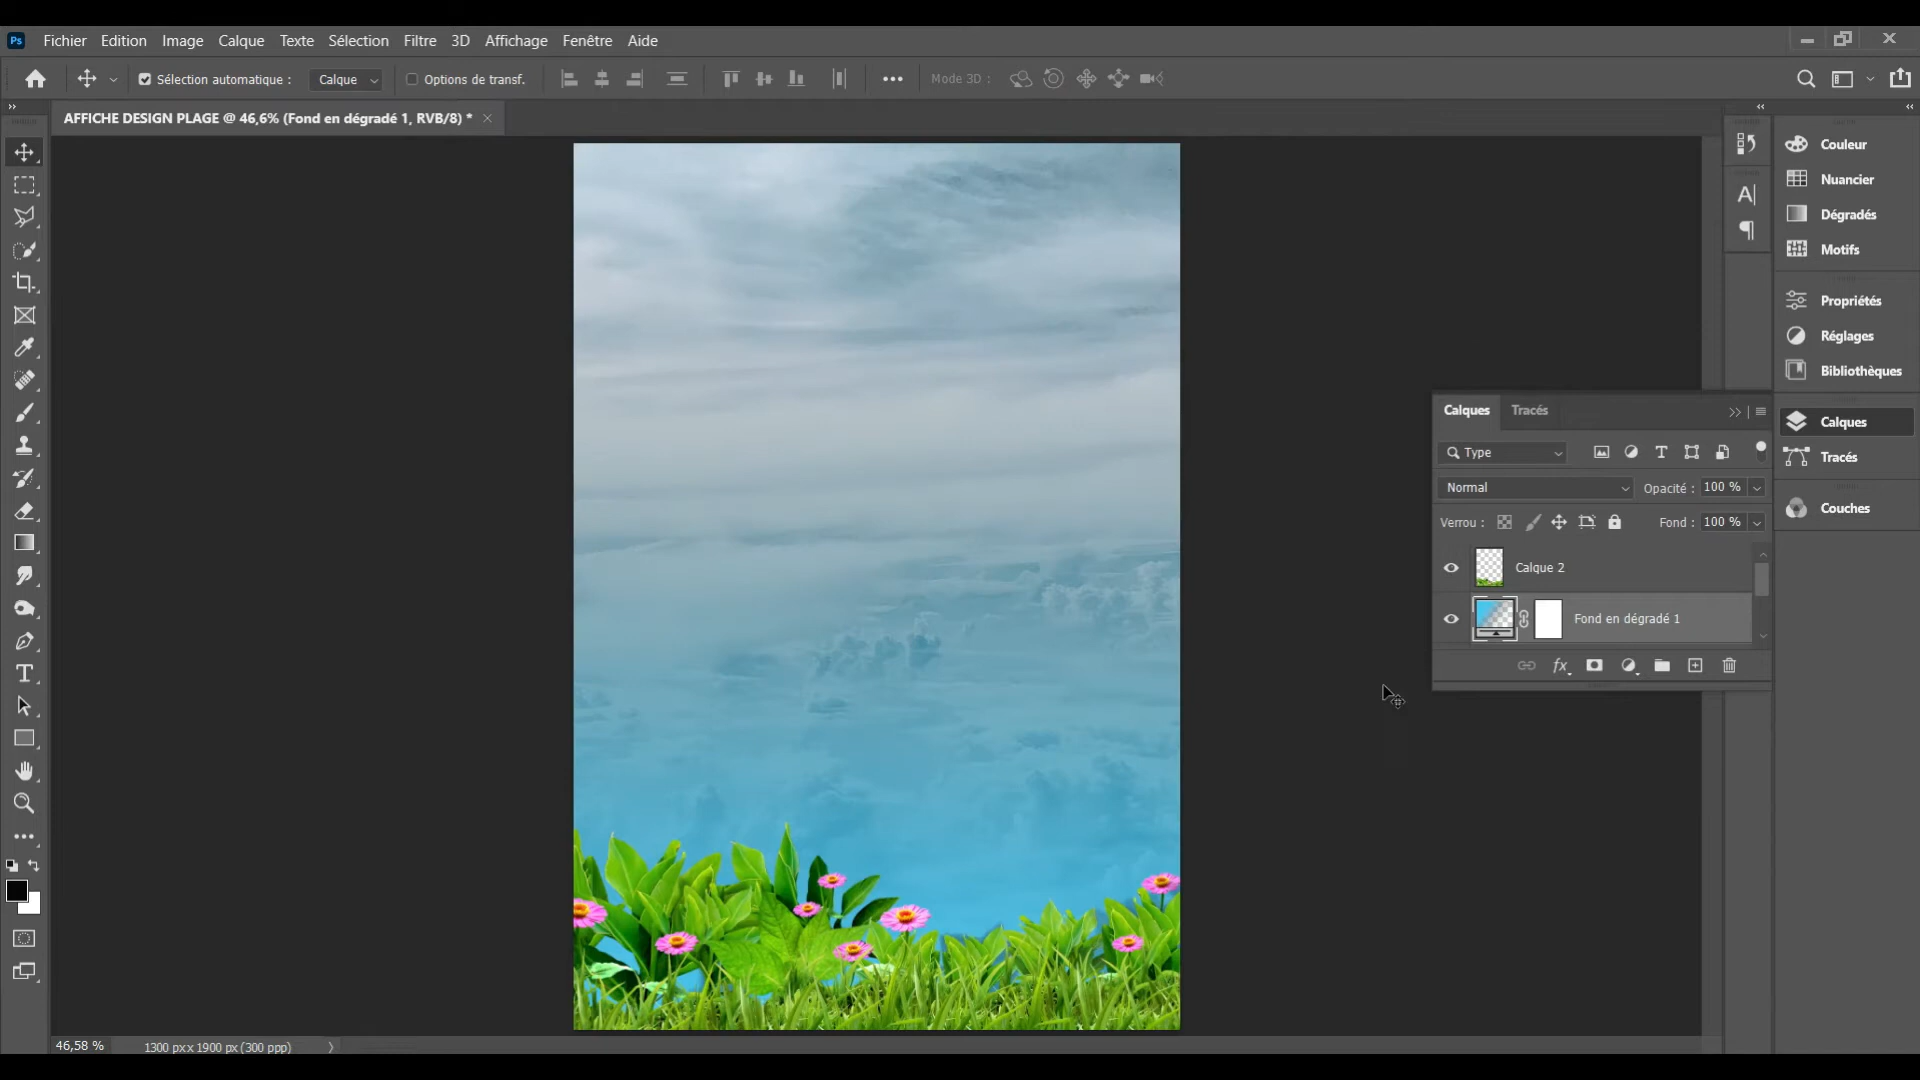 Ps Fichier Edition Image Calque Texte Sélection Filtre 3D Affichage Fenêtre Aide
Sélection automatique : Calque Options de transf. Mode 3D :
AFFICHE DESIGN PLAGE @ 46,6% (Fond en dégradé 1, RVB/8) *
Couleur
Nuancier
Dégradés
Motifs
Propriétés
Réglages
Bibliothèques
Calques
Tracés
Couches
Calques Tracés
Type
Normal Opacité : 100 %
Verrou : Fond : 100 %
Calque 2
Fond en dégradé 1
fx
46,58 % 1300 px x 1900 px (300 ppp)